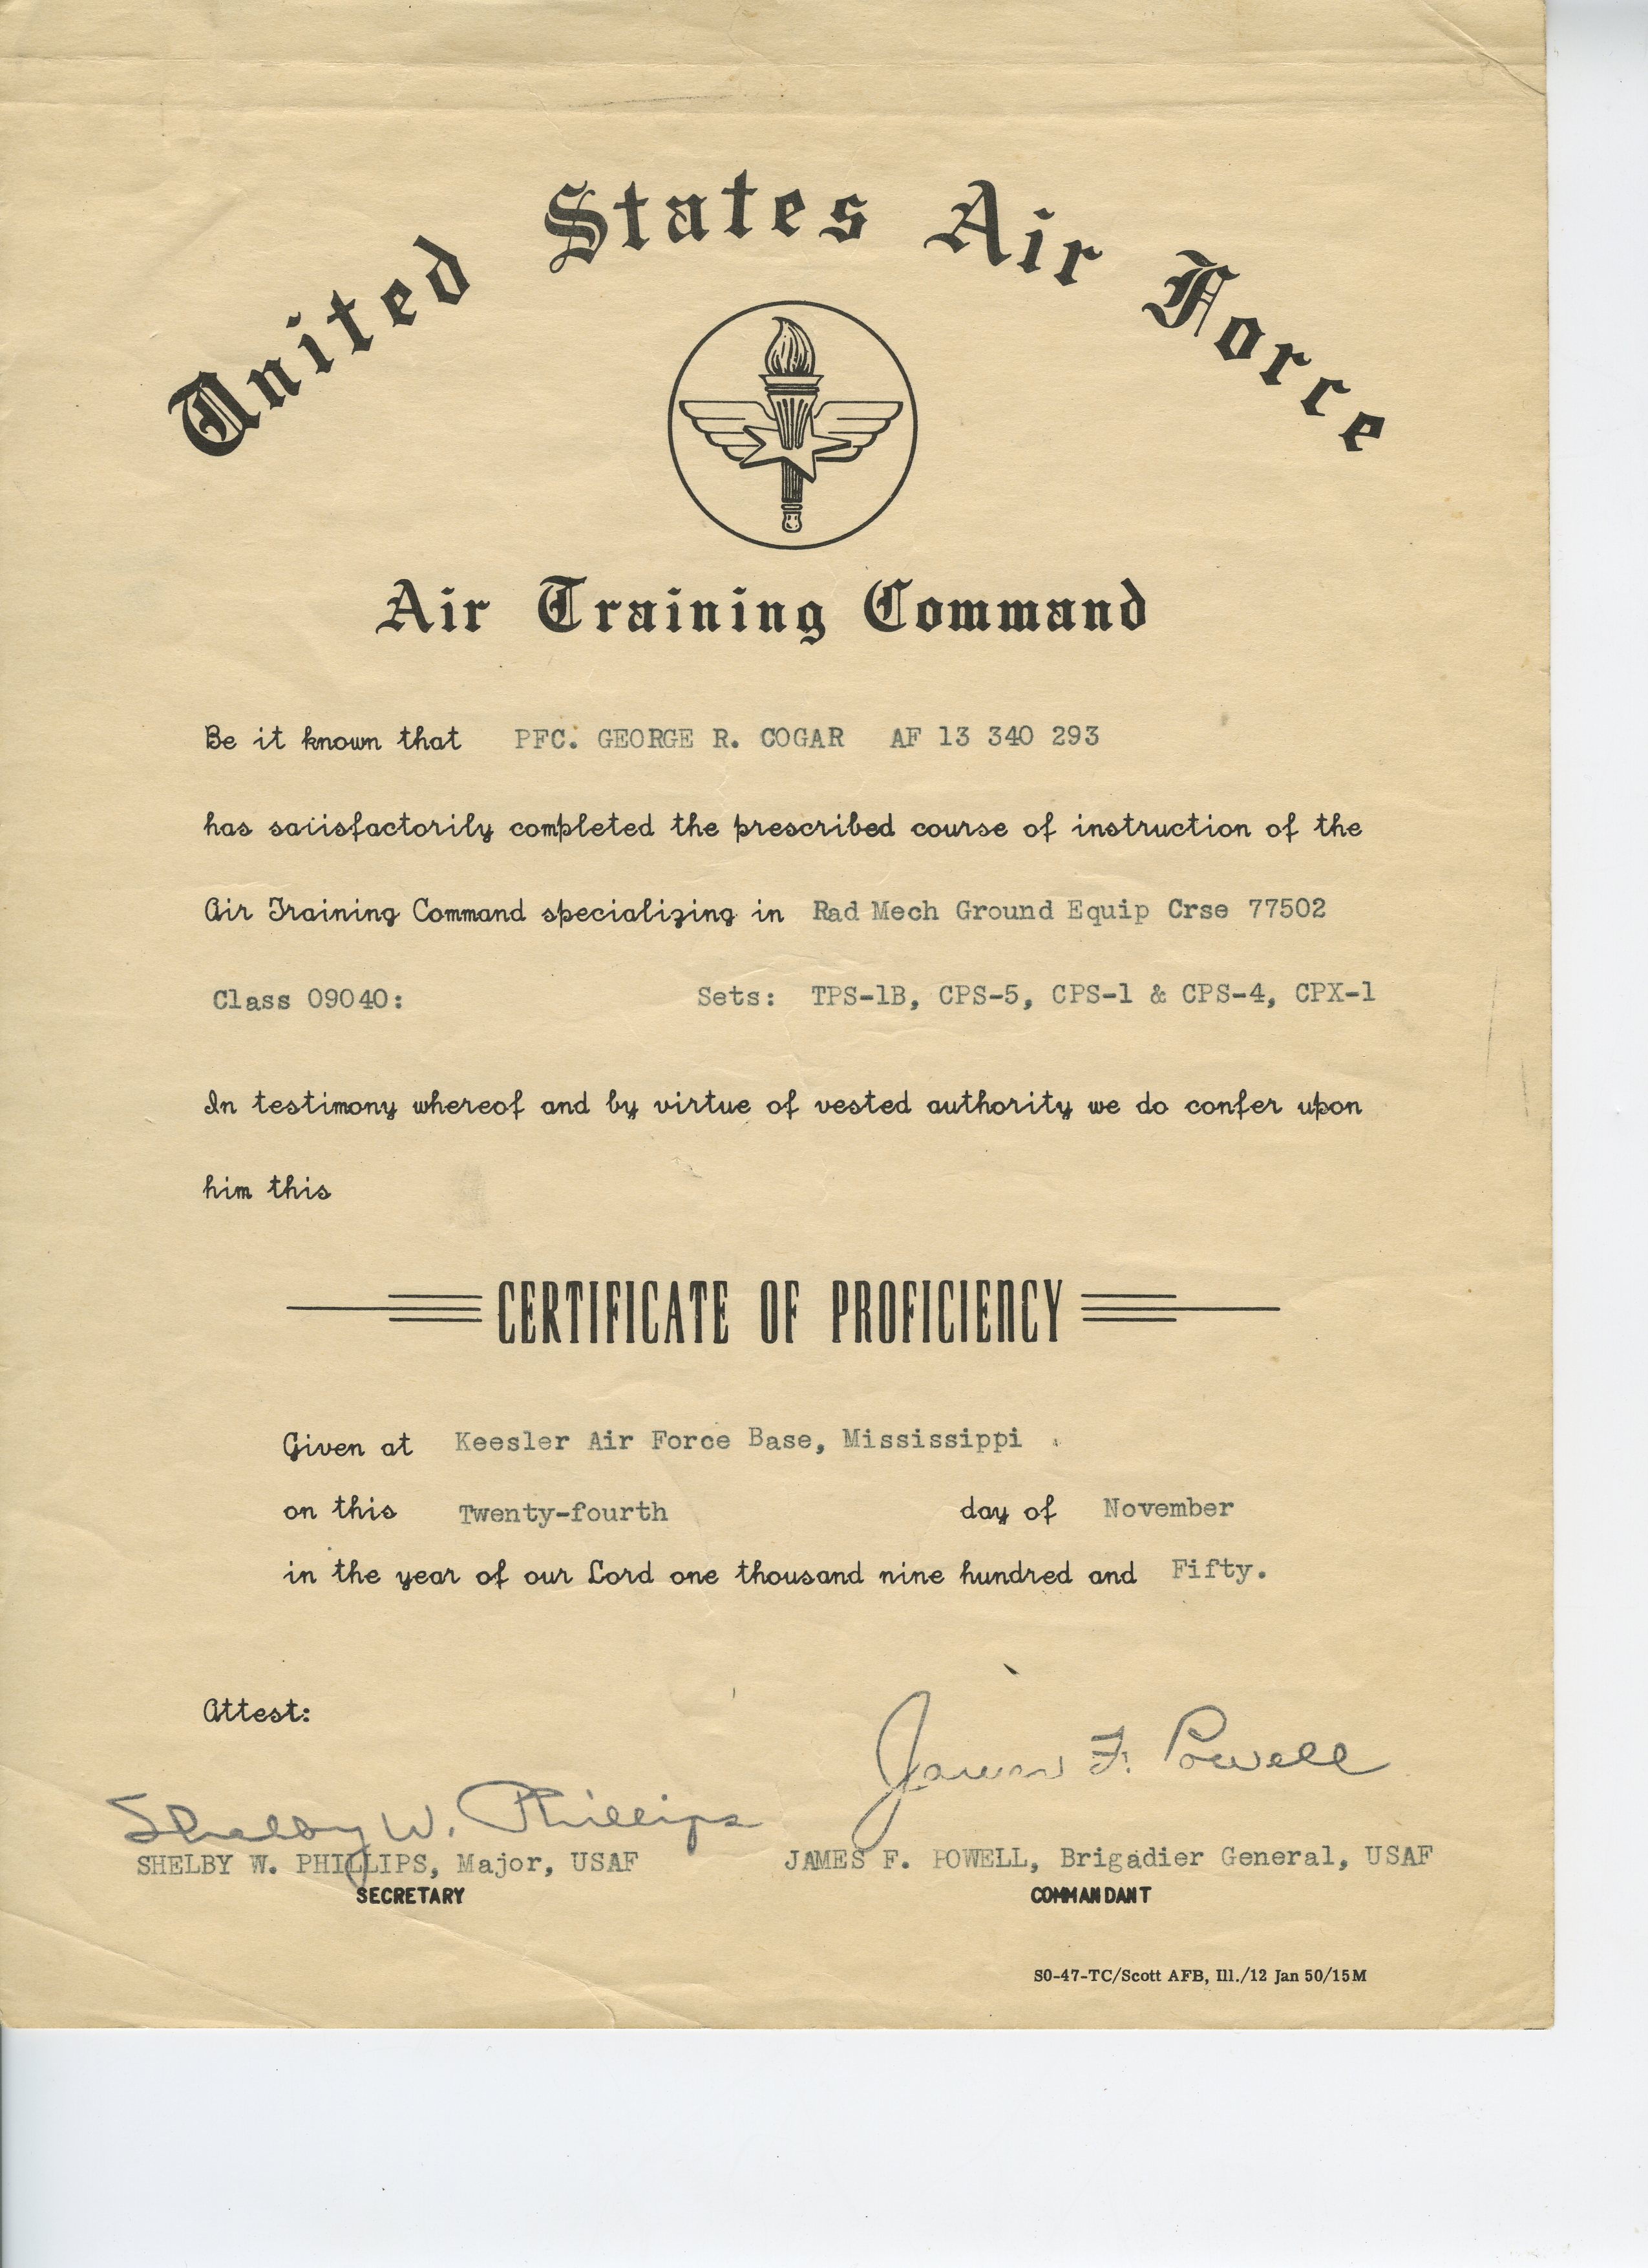 United States Air Force
Air Training Command
Be it known that PFC. GEORGE R. COGAR AF 13 340 293
has satisfactorily completed the prescribed course of instruction of the
Air Training Command specializing in Rad Mech Ground Equip Crse 77502
Class 09040: Sets: TPS-1B, CPS-5, CPS-1 & CPS-4, CPX-1
In testimony whereof and by virtue of vested authority we do confer upon
him this
CERTIFICATE OF PROFICIENCY
Given at Keesler Air Force Base, Mississippi
on this Twenty-fourth day of November
in the year of our Lord one thousand nine hundred and Fifty.
Attest:
James F. Powell
Shelby W. Phillips
SHELBY W. PHILLIPS, Major, USAF JAMES F. POWELL, Brigadier General, USAF
SECRETARY COMMANDANT
S0-47-TC/Scott AFB, Ill./12 Jan 50/15M